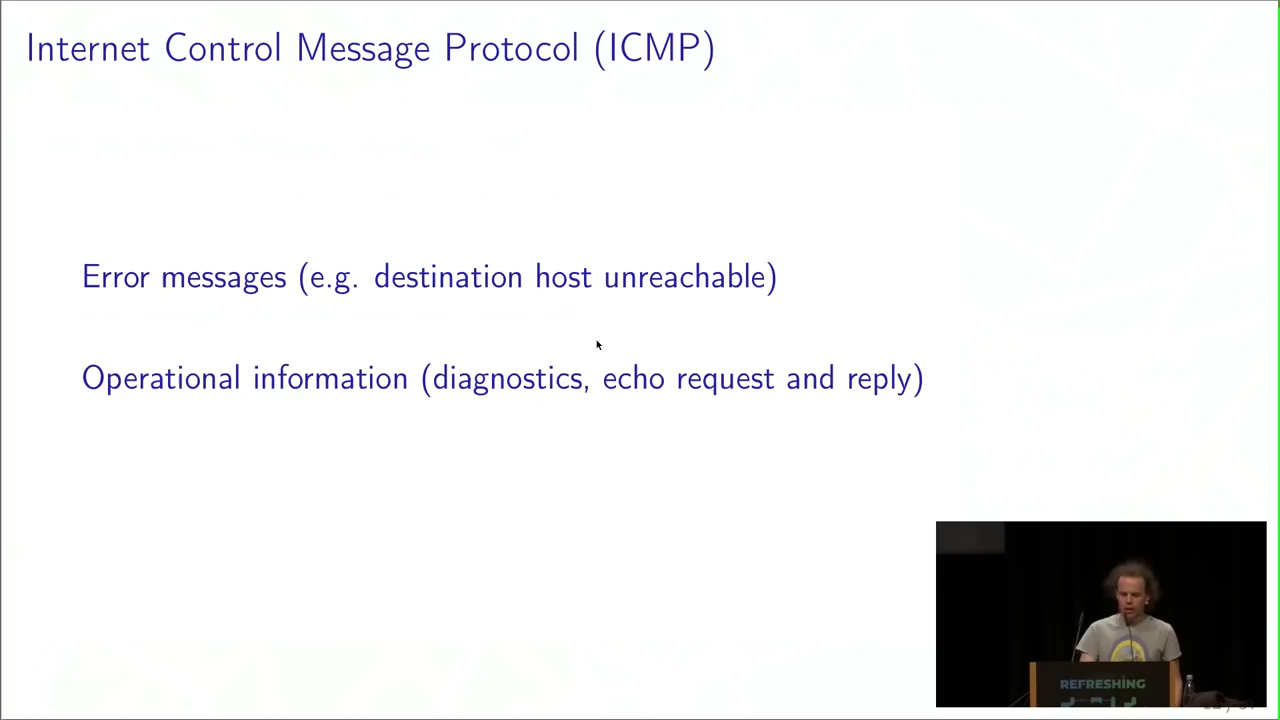 Internet Control Message Protocol (ICMP)
Error messages (e.g. destination host unreachable)
Operational information (diagnostics, echo request and reply)
REFRESHING